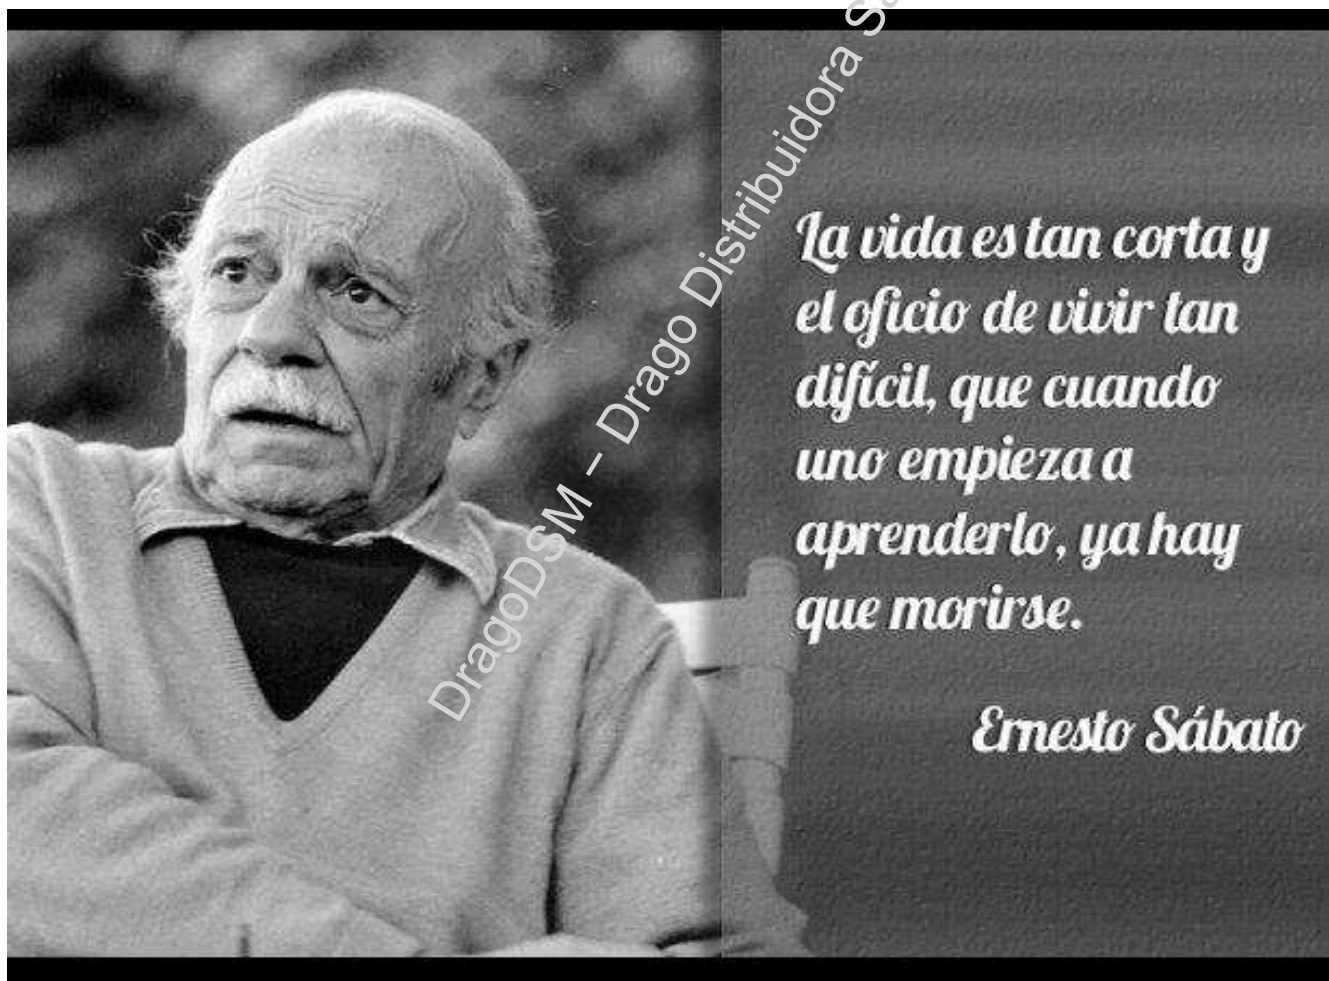 La vida es tan corta y
el oficio de vivir tan
difícil, que cuando
uno empieza a
aprenderlo, ya hay
que morirse.
Ernesto Sábato
DragoDSM – Drago Distribuidora